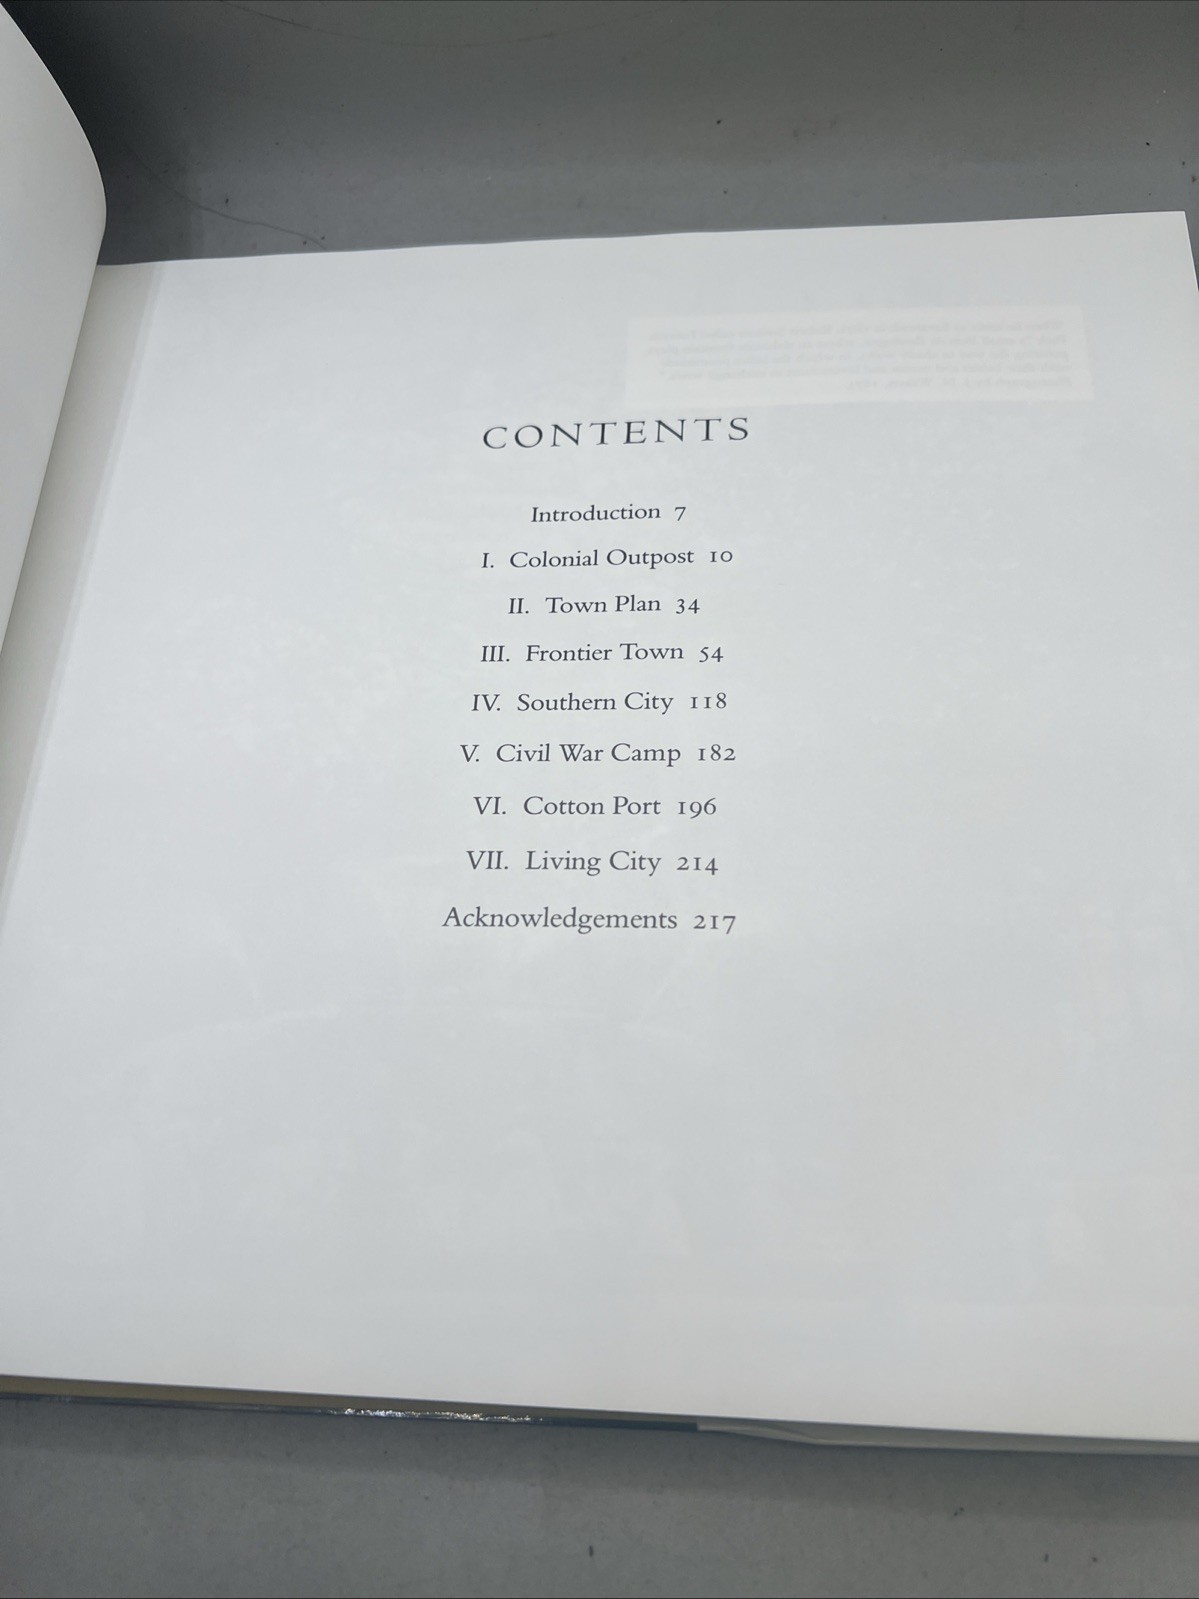 CONTENTS
Introduction 7
I. Colonial Outpost 10
II. Town Plan 34
III. Frontier Town 54
IV. Southern City 118
V. Civil War Camp 182
VI. Cotton Port 196
VII. Living City 214
Acknowledgements 217